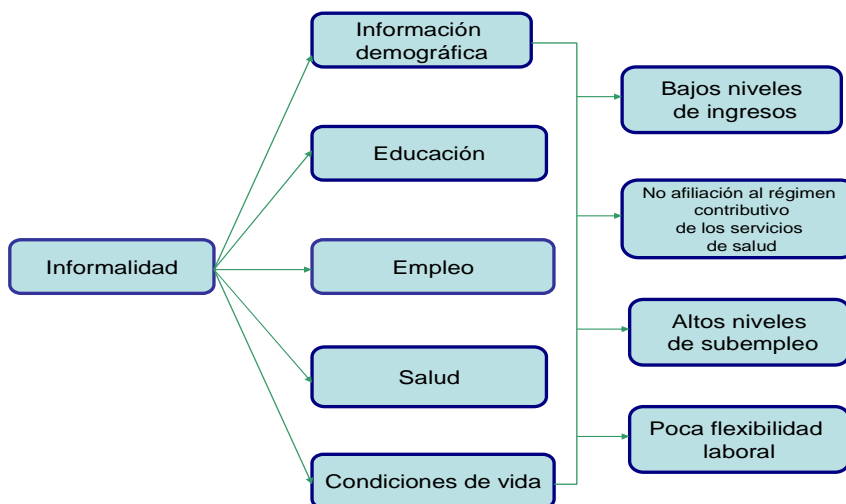 Informalidad
Información
demográfica
Educación
Empleo
Salud
Condiciones de vida
Bajos niveles
de ingresos
No afiliación al régimen
contributivo
de los servicios
de salud
Altos niveles
de subempleo
Poca flexibilidad
laboral